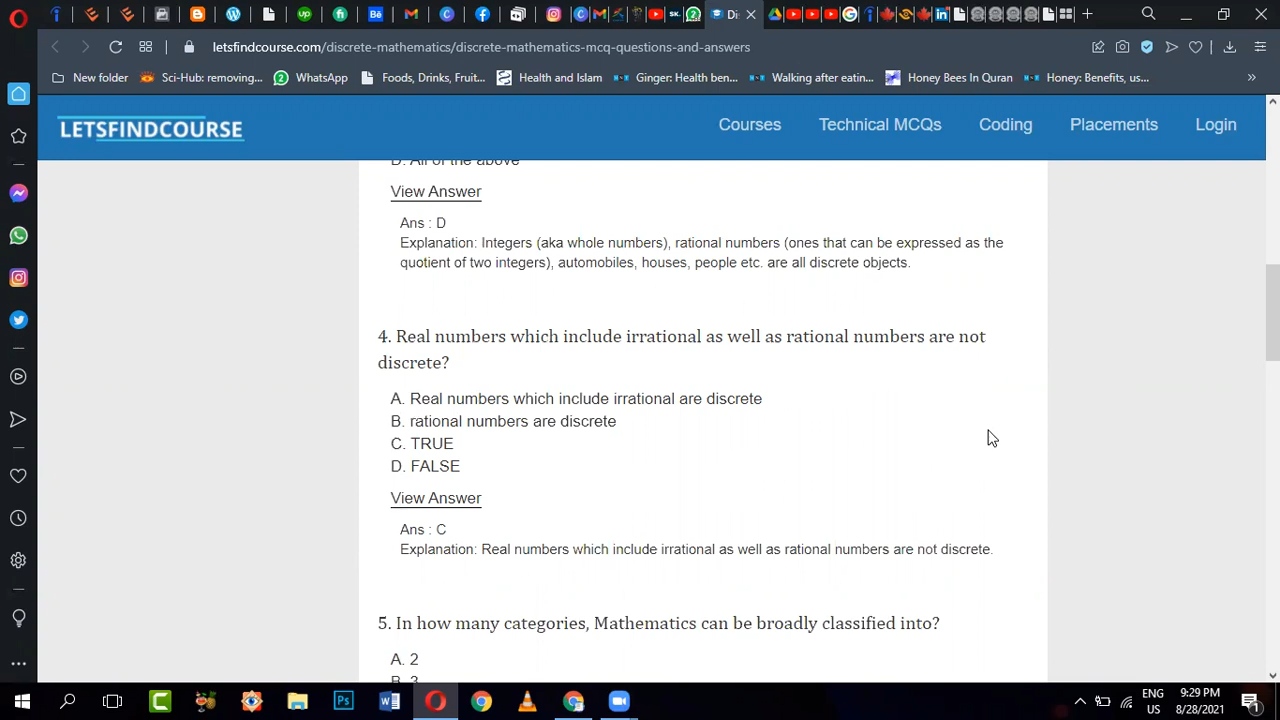 Di
letsfindcourse.com/discrete-mathematics/discrete-mathematics-mcq-questions-and-answers
New folder Sci-Hub: removing... WhatsApp Foods, Drinks, Fruit... Health and Islam Ginger: Health ben... Walking after eatin... Honey Bees In Quran Honey: Benefits, us... »
LETSFINDCOURSE Courses Technical MCQs Coding Placements Login
D. All of the above
View Answer
Ans : D
Explanation: Integers (aka whole numbers), rational numbers (ones that can be expressed as the
quotient of two integers), automobiles, houses, people etc. are all discrete objects.
4. Real numbers which include irrational as well as rational numbers are not
discrete?
A. Real numbers which include irrational are discrete
B. rational numbers are discrete
C. TRUE
D. FALSE
View Answer
Ans : C
Explanation: Real numbers which include irrational as well as rational numbers are not discrete.
5. In how many categories, Mathematics can be broadly classified into?
A. 2
B. 3
ENG 9:29 PM
US 8/28/2021